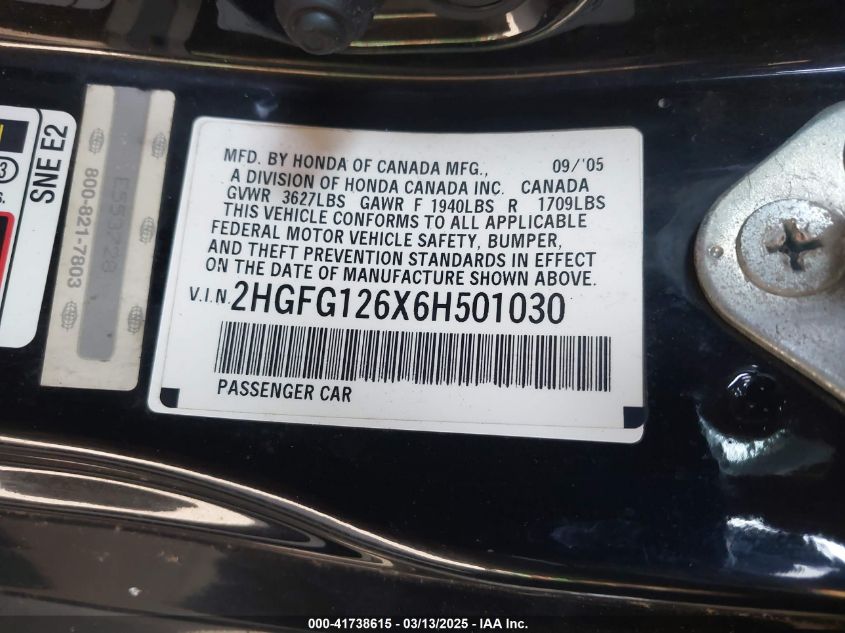 SNE E2
3
S.
800-821-7803
E553728
MFD. BY HONDA OF CANADA MFG., 09/'05
A DIVISION OF HONDA CANADA INC. CANADA
GVWR 3627LBS GAWR F 1940LBS R 1709LBS
THIS VEHICLE CONFORMS TO ALL APPLICABLE
FEDERAL MOTOR VEHICLE SAFETY, BUMPER,
AND THEFT PREVENTION STANDARDS IN EFFECT
ON THE DATE OF MANUFACTURE SHOWN ABOVE.
V.I.N. 2HGFG126X6H501030
PASSENGER CAR
000-41738615 - 03/13/2025 - IAA Inc.